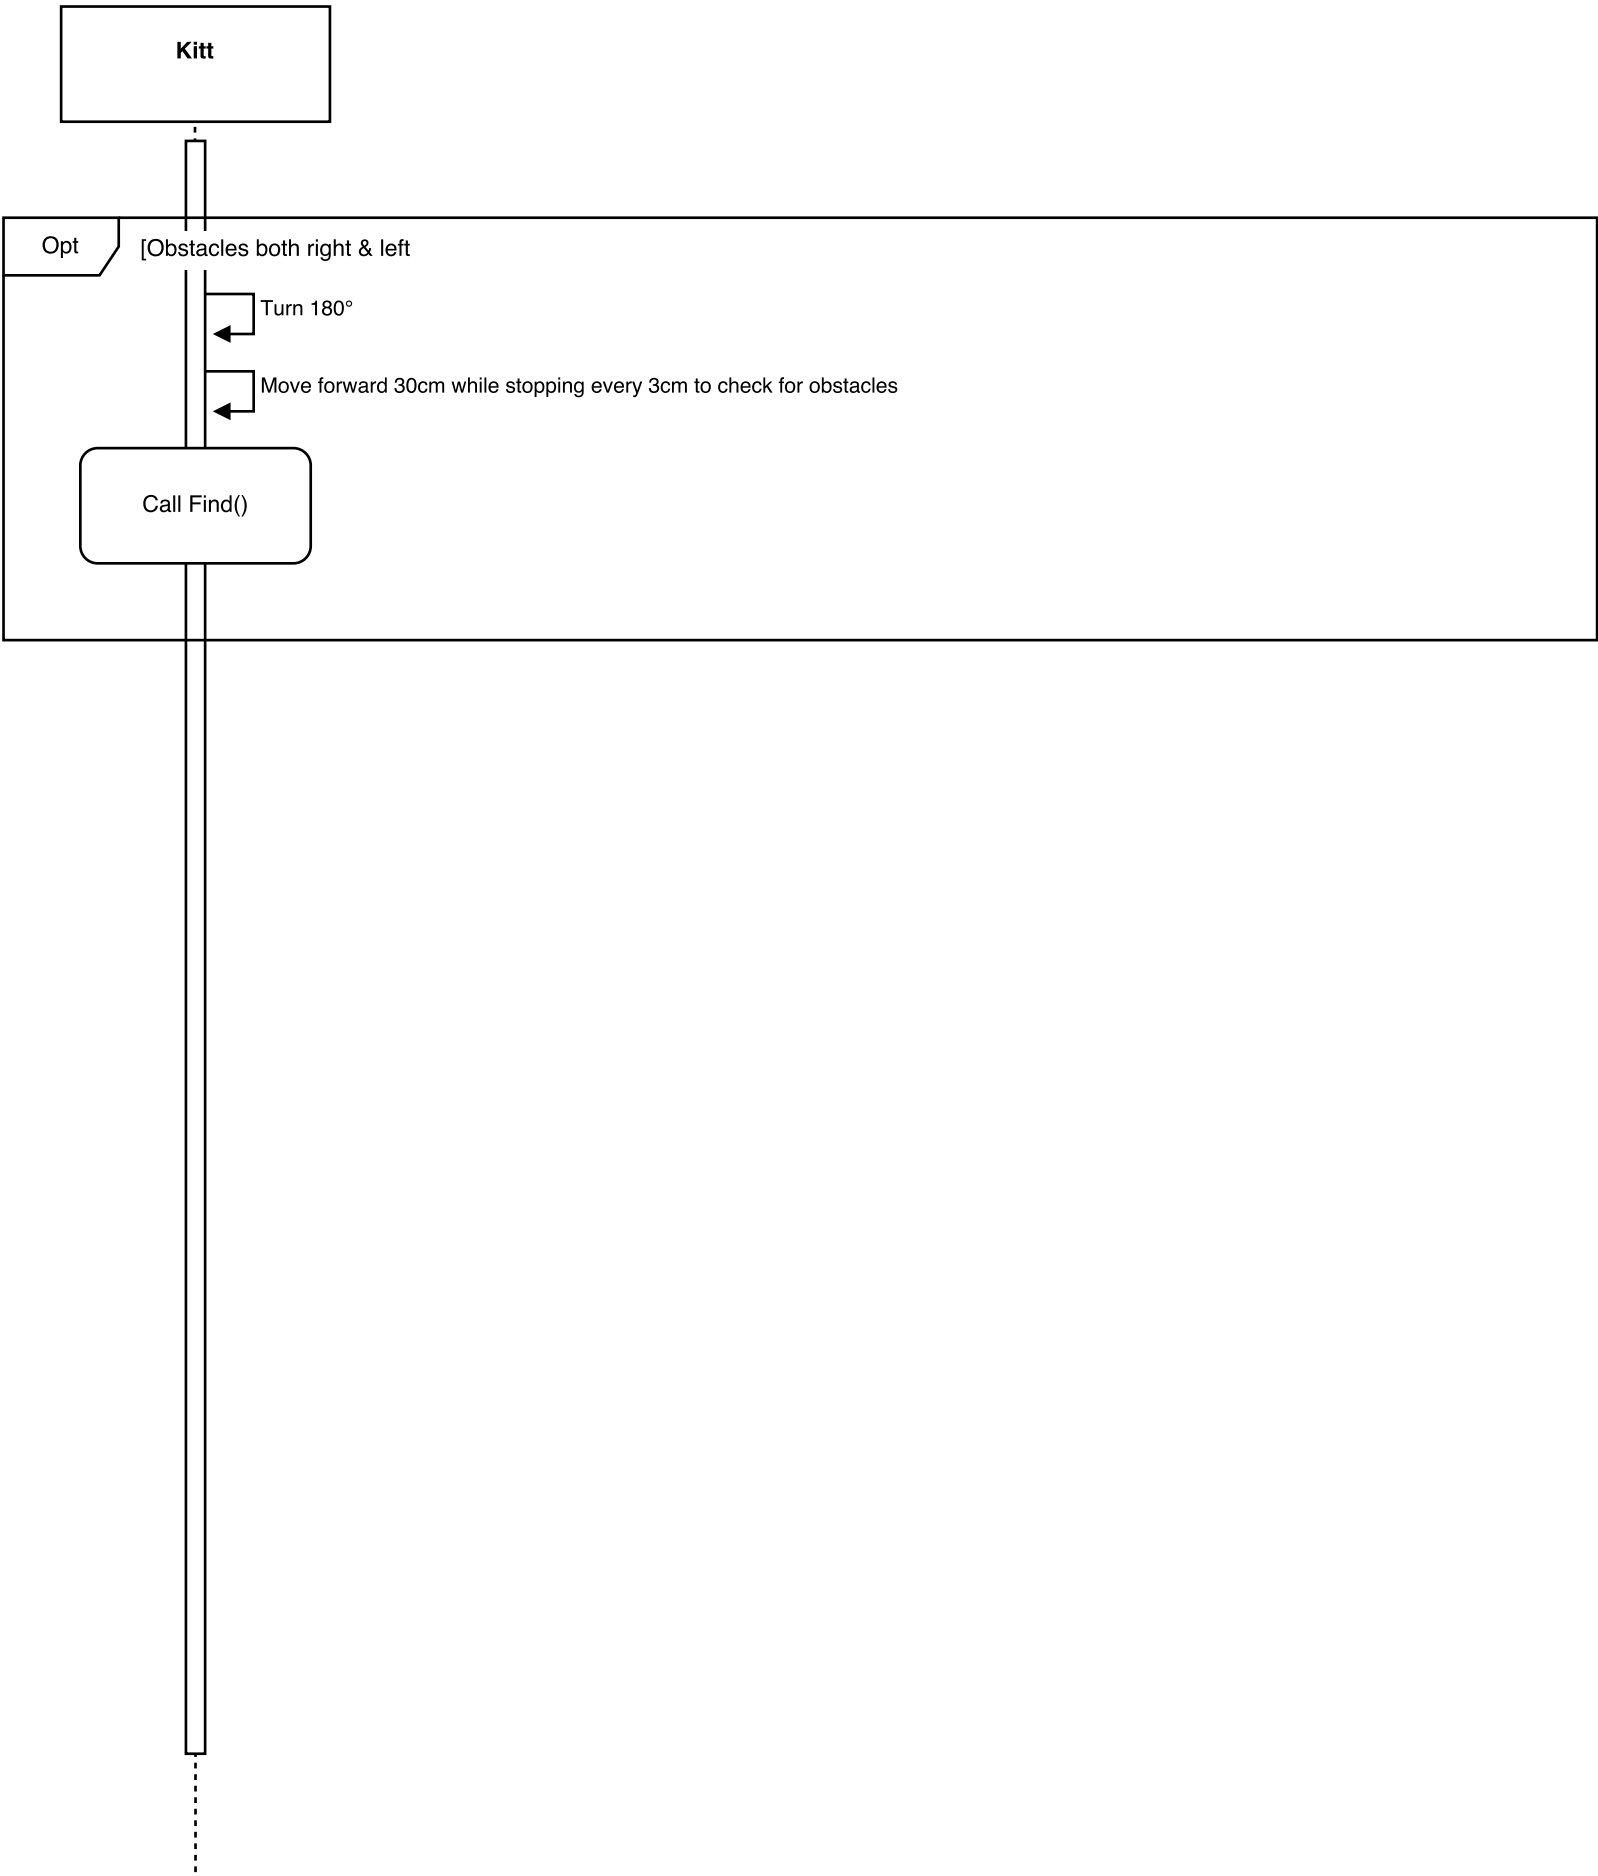 Kitt
Opt
[Obstacles both right & left
Turn 180°
Move forward 30cm while stopping every 3cm to check for obstacles
Call Find()